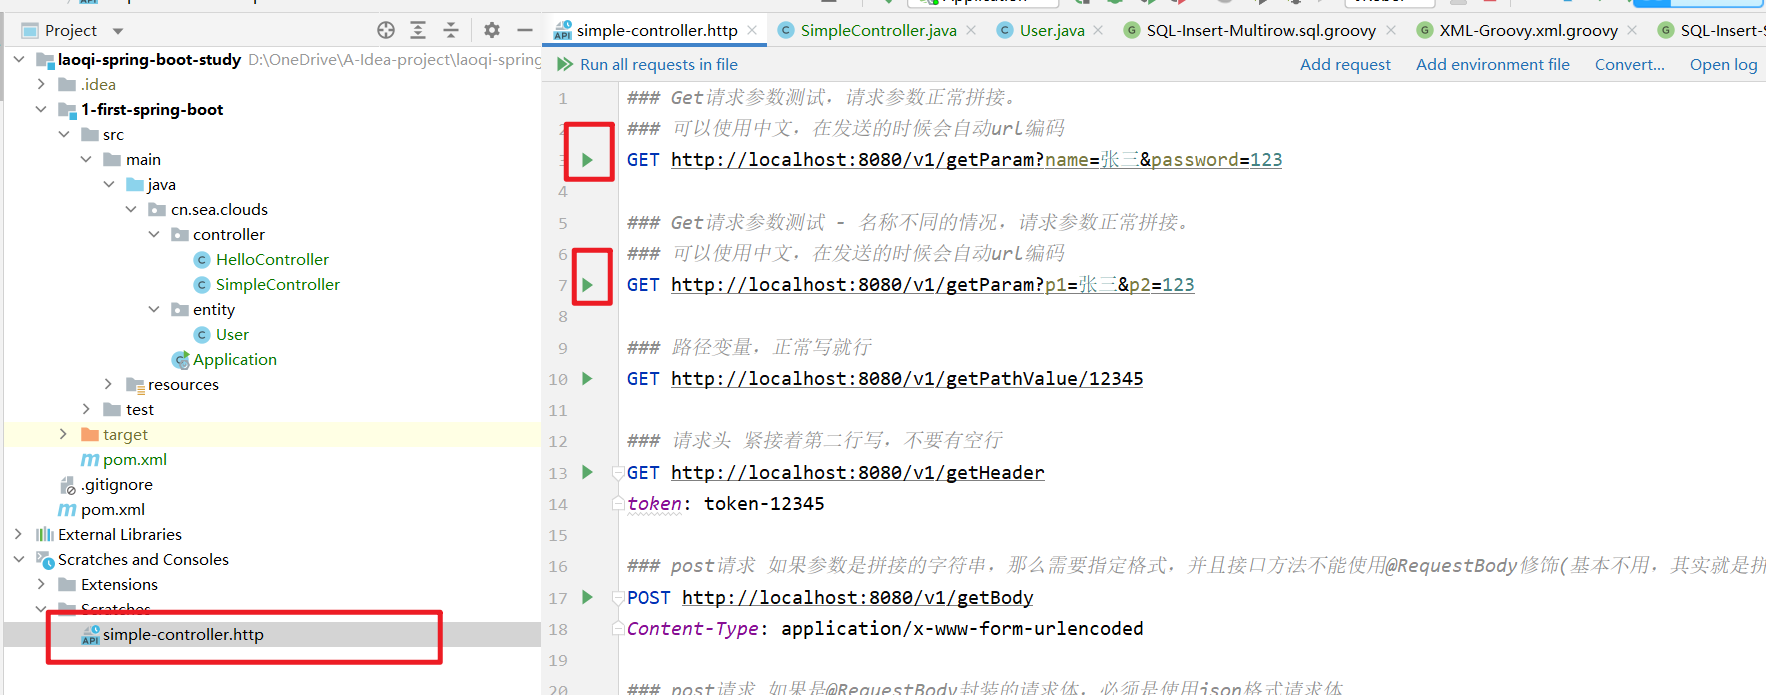 Project
laoqi-spring-boot-study D:\OneDrive\A-Idea-project\laoqi-spring
.idea
1-first-spring-boot
src
main
java
cn.sea.clouds
controller
HelloController
SimpleController
entity
User
Application
resources
test
target
pom.xml
.gitignore
pom.xml
External Libraries
Scratches and Consoles
Extensions
Scratches
simple-controller.http
simple-controller.http SimpleController.java User.java SQL-Insert-Multirow.sql.groovy XML-Groovy.xml.groovy SQL-Insert-S
Run all requests in file Add request Add environment file Convert... Open log
1 ### Get请求参数测试，请求参数正常拼接。
2 ### 可以使用中文，在发送的时候会自动url编码
3 GET http://localhost:8080/v1/getParam?name=张三&password=123
4
5 ### Get请求参数测试 - 名称不同的情况，请求参数正常拼接。
6 ### 可以使用中文，在发送的时候会自动url编码
7 GET http://localhost:8080/v1/getParam?p1=张三&p2=123
8
9 ### 路径变量，正常写就行
10 GET http://localhost:8080/v1/getPathValue/12345
11
12 ### 请求头 紧接着第二行写，不要有空行
13 GET http://localhost:8080/v1/getHeader
14 token: token-12345
15
16 ### post请求 如果参数是拼接的字符串，那么需要指定格式，并且接口方法不能使用@RequestBody修饰(基本不用，其实就是拼
17 POST http://localhost:8080/v1/getBody
18 Content-Type: application/x-www-form-urlencoded
19
20 ### post请求 如果是@RequestBody封装的请求体，必须是使用json格式请求体